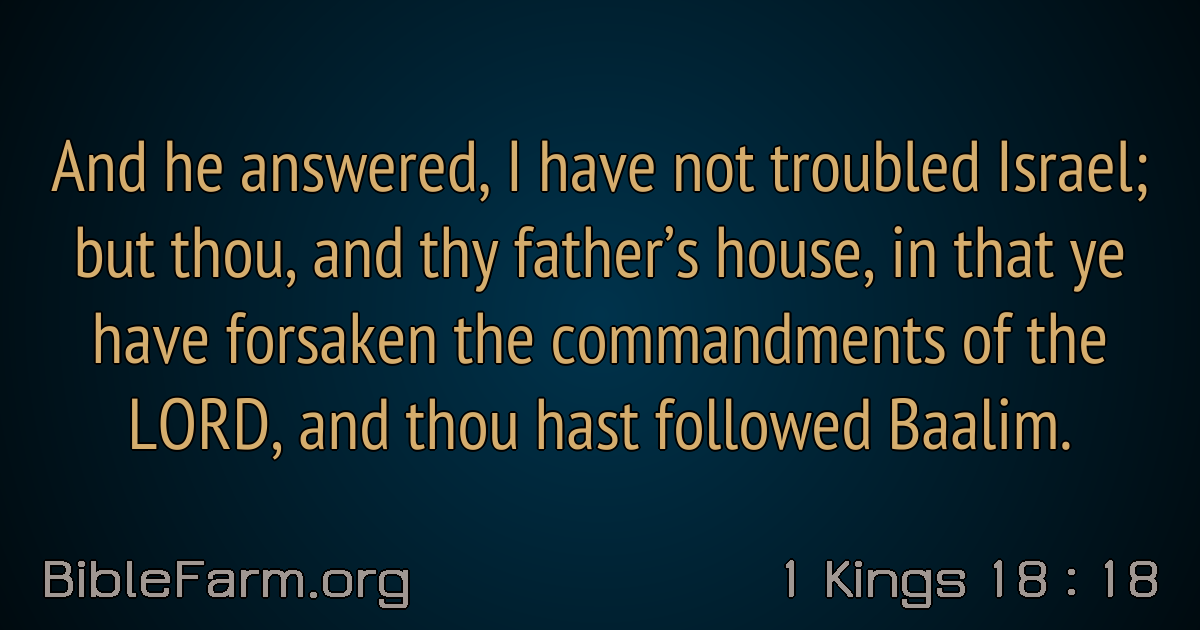 And he answered, I have not troubled Israel;
but thou, and thy father’s house, in that ye
have forsaken the commandments of the
LORD, and thou hast followed Baalim.
BibleFarm.org
1 Kings 18 : 18